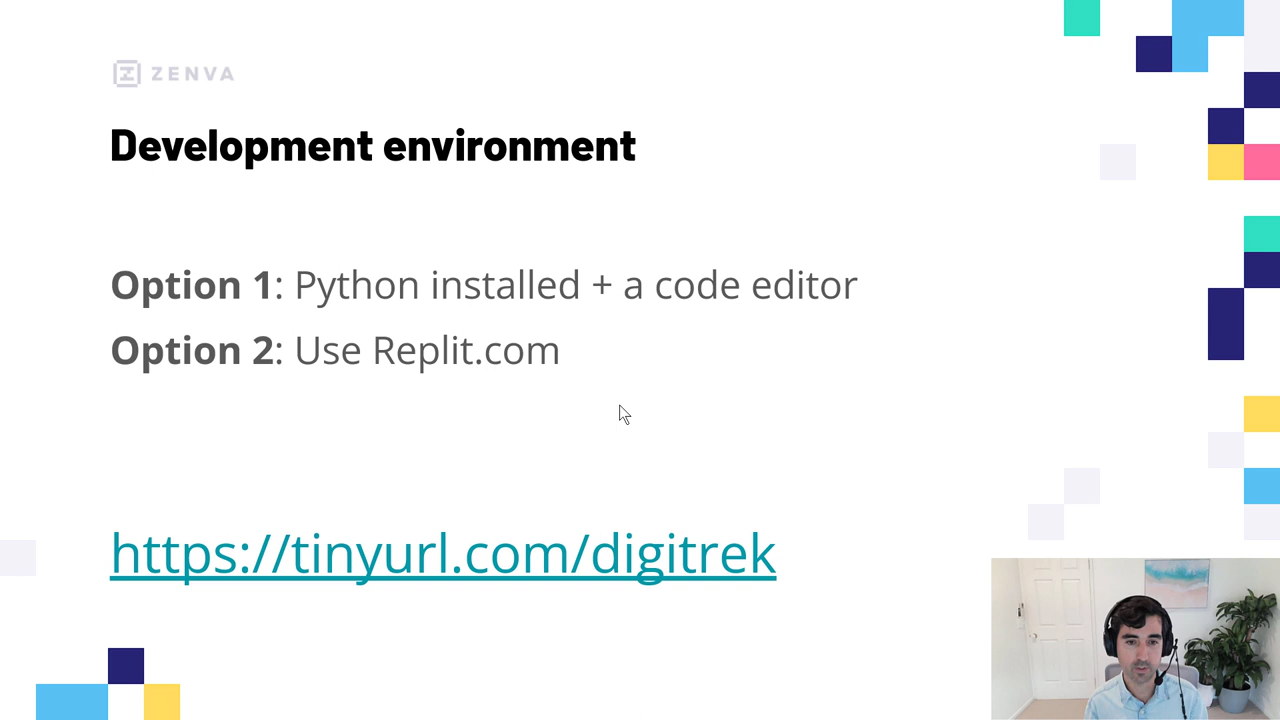 ZENVA
Development environment
Option 1: Python installed + a code editor
Option 2: Use Replit.com
https://tinyurl.com/digitrek